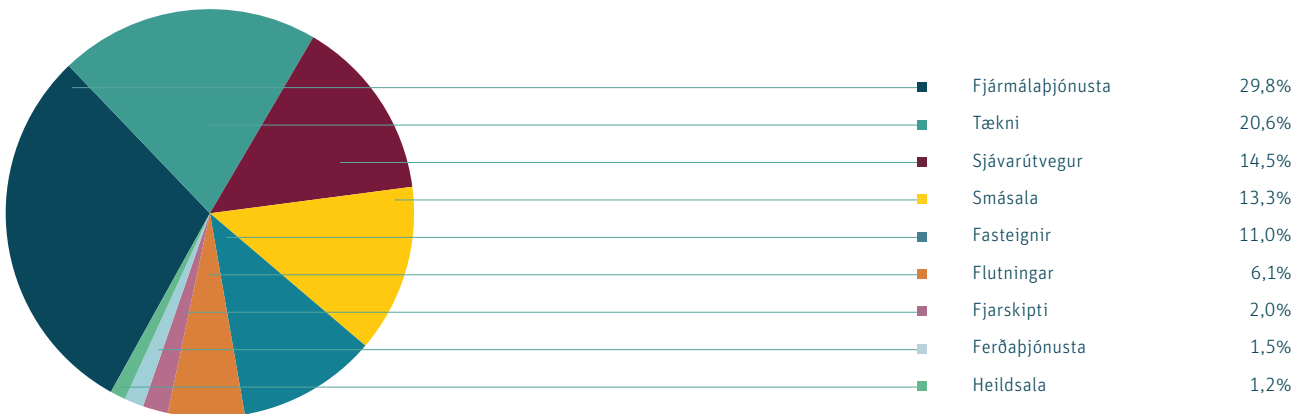 Fjármálaþjónusta 29,8%
Tækni 20,6%
Sjávarútvegur 14,5%
Smásala 13,3%
Fasteignir 11,0%
Flutningar 6,1%
Fjarskipti 2,0%
Ferðaþjónusta 1,5%
Heildsala 1,2%